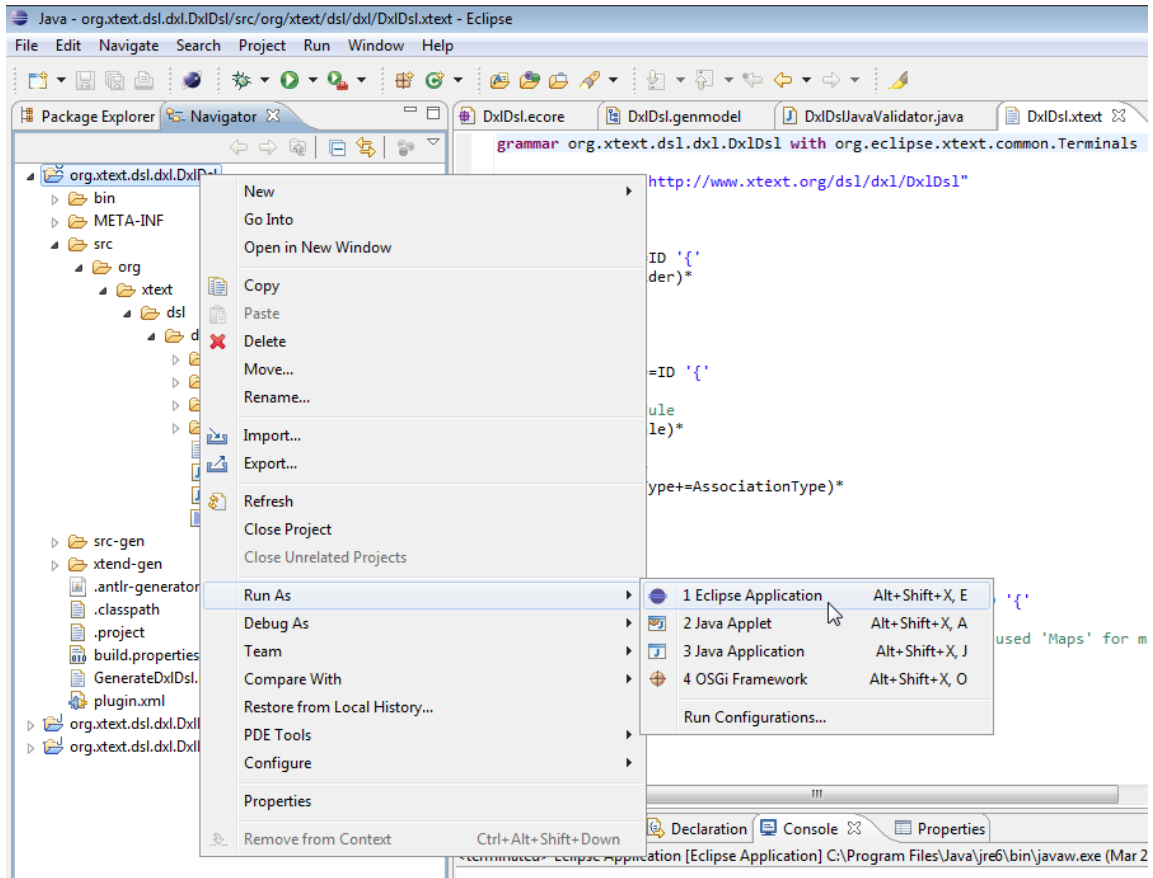 Java - org.xtext.dsl.dxl.DxlDsl/src/org/xtext/dsl/dxl/DxlDsl.xtext - Eclipse
File Edit Navigate Search Project Run Window Help
Package Explorer Navigator
DxlDsl.ecore DxlDsl.genmodel DxlDslJavaValidator.java DxlDsl.xtext
grammar org.xtext.dsl.dxl.DxlDsl with org.eclipse.xtext.common.Terminals
org.xtext.dsl.dxl.DxlDsl
http://www.xtext.org/dsl/dxl/DxlDsl"
bin
META-INF
src
org
xtext
dsl
d
src-gen
xtend-gen
.antlr-generator
.classpath
.project
build.properties
GenerateDxlDsl.
plugin.xml
org.xtext.dsl.dxl.Dxl
org.xtext.dsl.dxl.Dxl
New
Go Into
Open in New Window
Copy
Paste
Delete
Move...
Rename...
Import...
Export...
Refresh
Close Project
Close Unrelated Projects
Run As
Debug As
Team
Compare With
Restore from Local History...
PDE Tools
Configure
Properties
Remove from Context Ctrl+Alt+Shift+Down
=ID '{'
der)*
=ID '{'
ule
le)*
ype+=AssociationType)*
1 Eclipse Application Alt+Shift+X, E
2 Java Applet Alt+Shift+X, A
3 Java Application Alt+Shift+X, J
4 OSGi Framework Alt+Shift+X, O
Run Configurations...
'{'
used 'Maps' for m
Declaration Console Properties
<terminated> Eclipse Application [Eclipse Application] C:\Program Files\Java\jre6\bin\javaw.exe (Mar 2